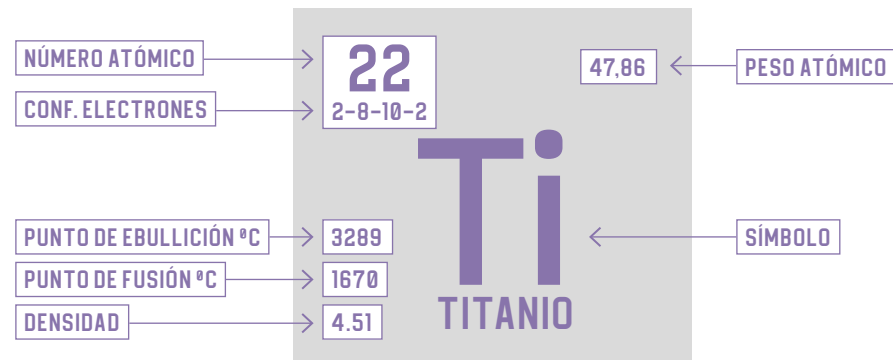 NÚMERO ATÓMICO
22
47,86
PESO ATÓMICO
CONF. ELECTRONES
2-8-10-2
Ti
PUNTO DE EBULLICIÓN ºC
3289
SÍMBOLO
PUNTO DE FUSIÓN ºC
1670
TITANIO
DENSIDAD
4.51